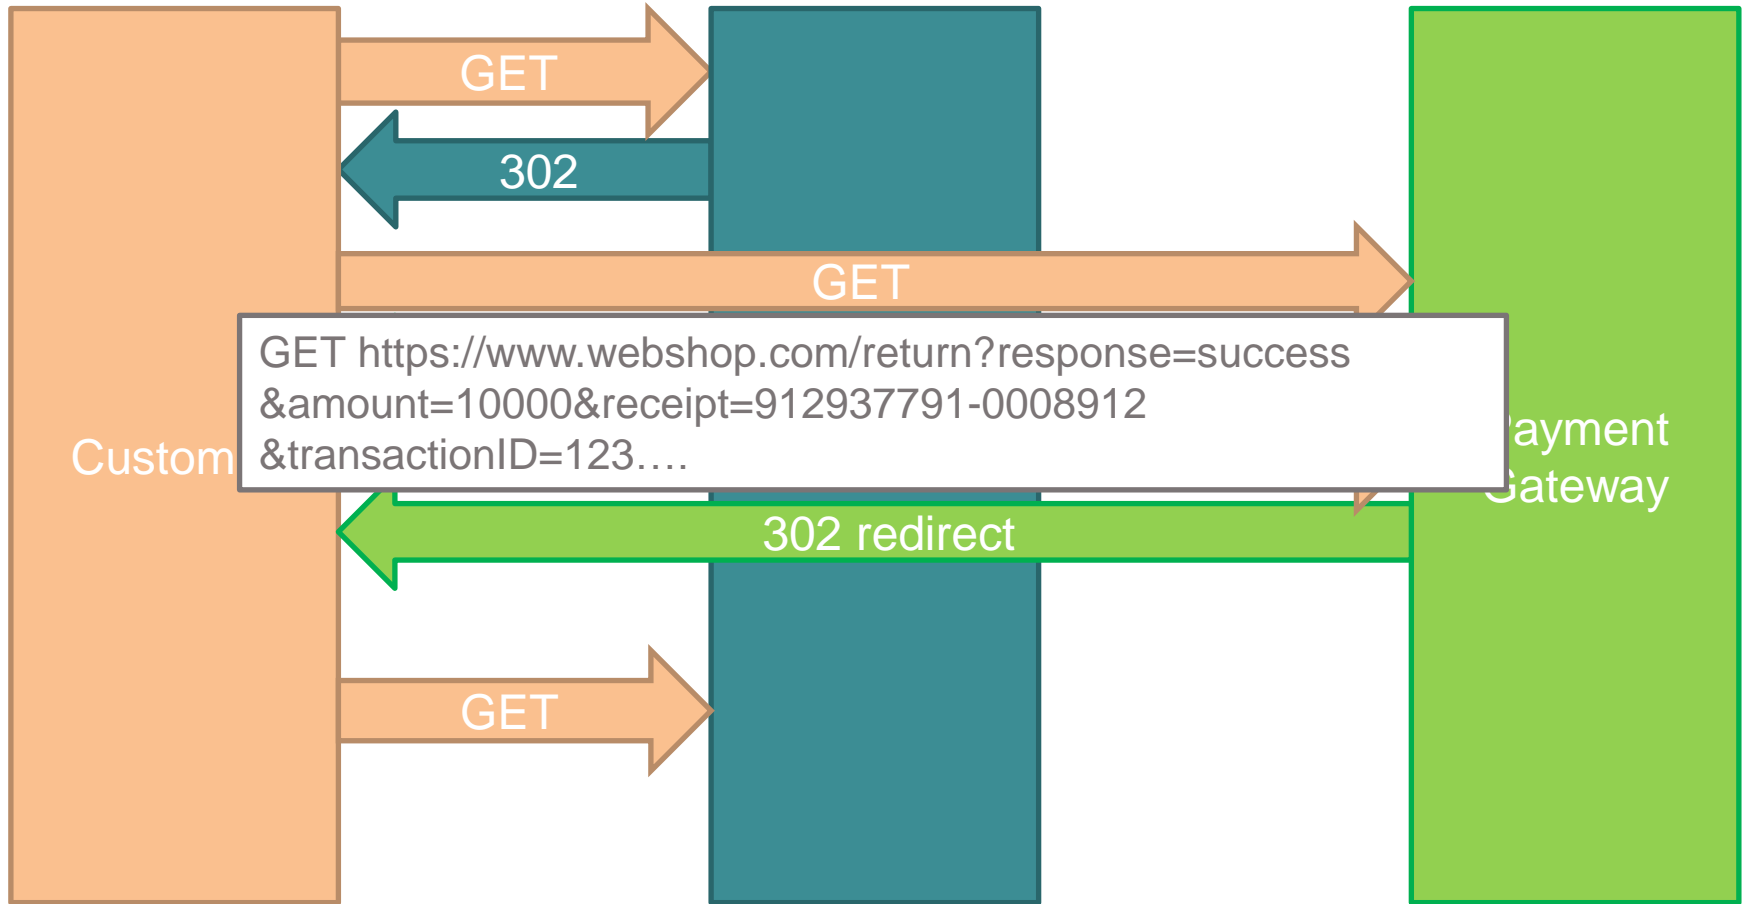 GET
302
GET
GET https://www.webshop.com/return?response=success
&amount=10000&receipt=912937791-0008912
&transactionID=123….
Custom
ayment
Gateway
302 redirect
GET